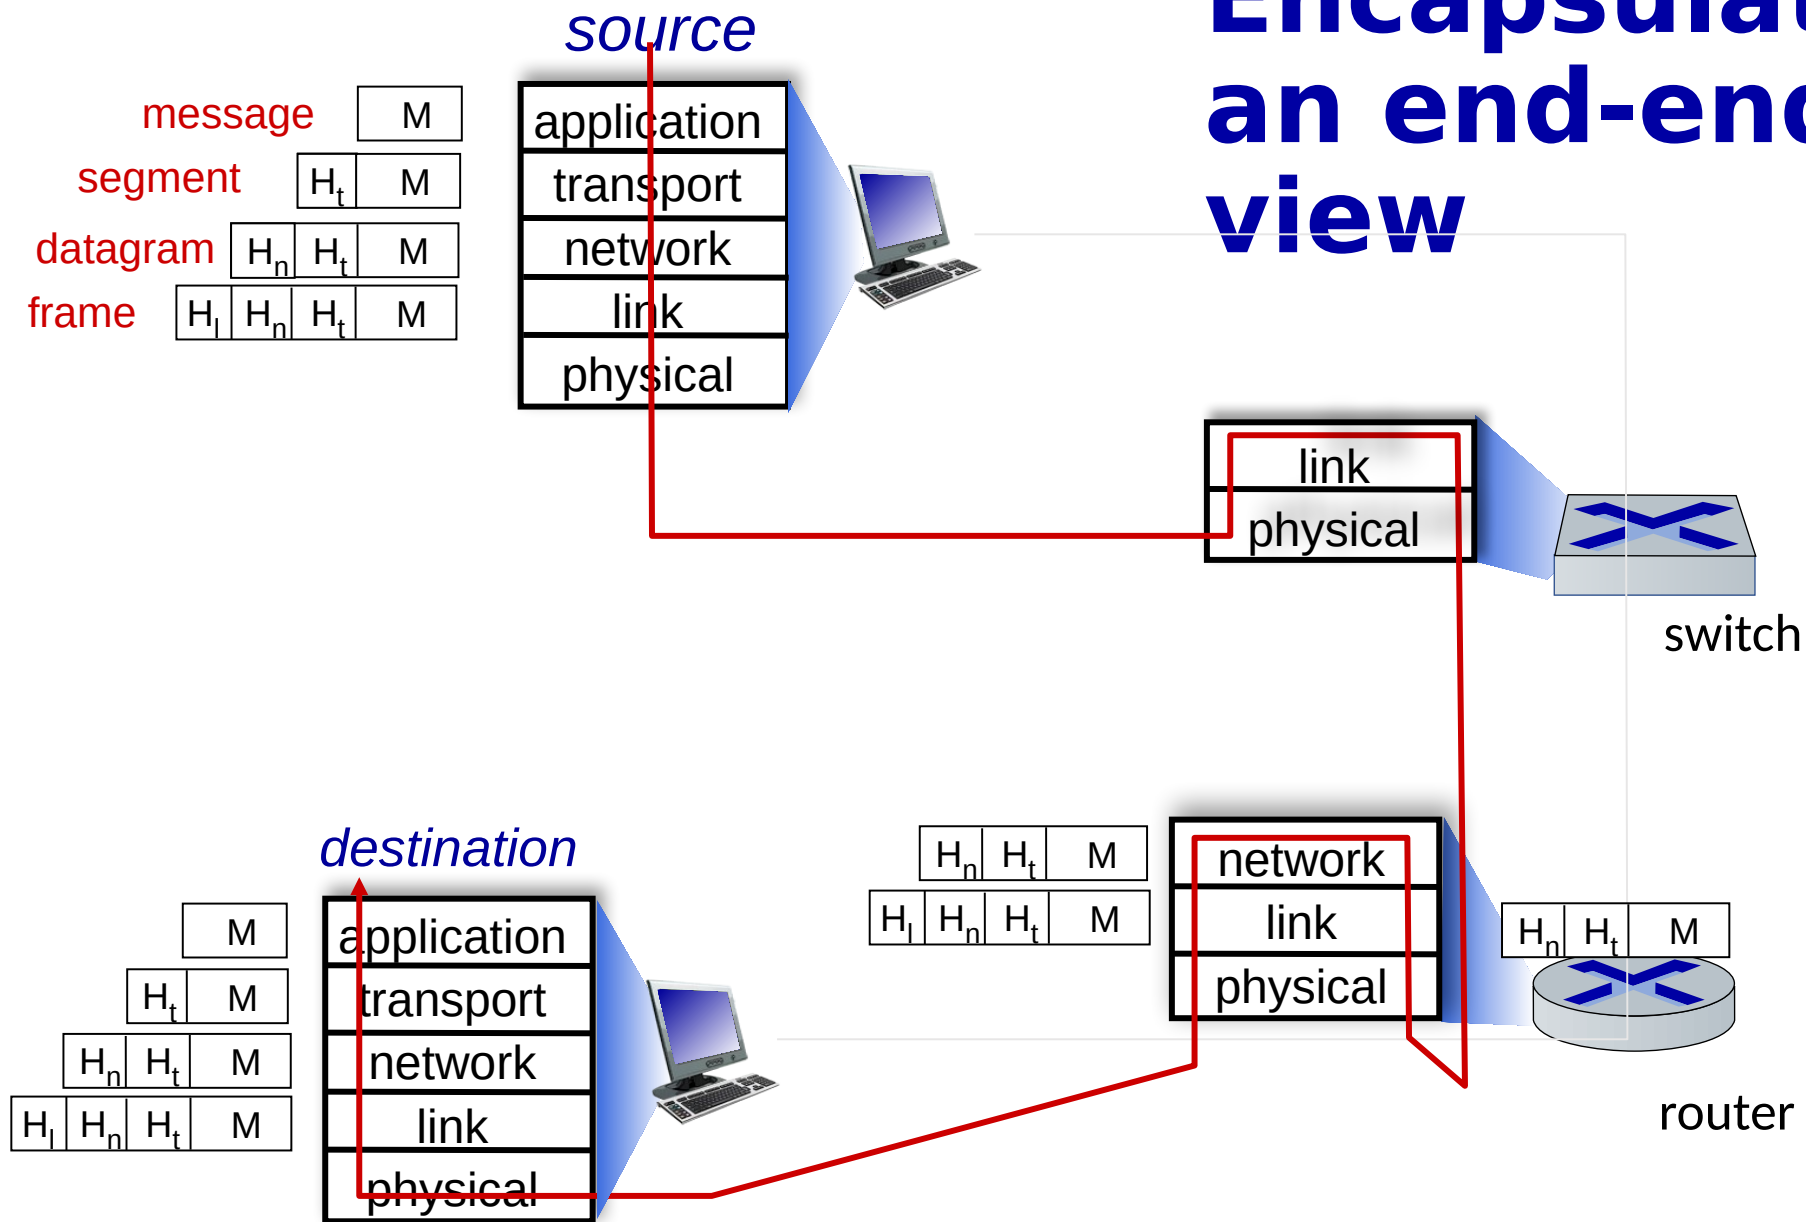 source
Encapsulat
an end-end
view
message M
segment Ht M
datagram Hn Ht M
frame Hl Hn Ht M
application
transport
network
link
physical
link
physical
switch
destination
M
Ht M
Hn Ht M
Hl Hn Ht M
application
transport
network
link
physical
Hn Ht M
Hl Hn Ht M
network
link
physical
Hn Ht M
router